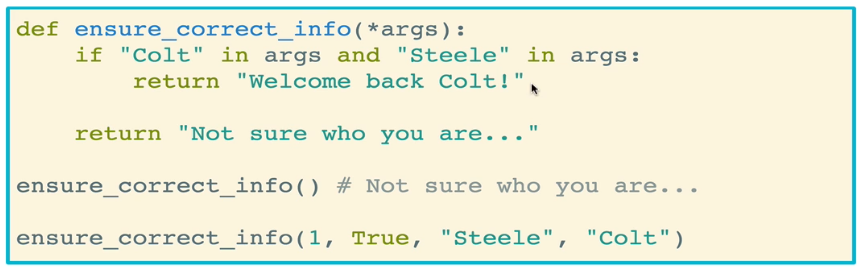 def ensure_correct_info(*args):
    if "Colt" in args and "Steele" in args:
        return "Welcome back Colt!"
    return "Not sure who you are..."
ensure_correct_info() # Not sure who you are...
ensure_correct_info(1, True, "Steele", "Colt")